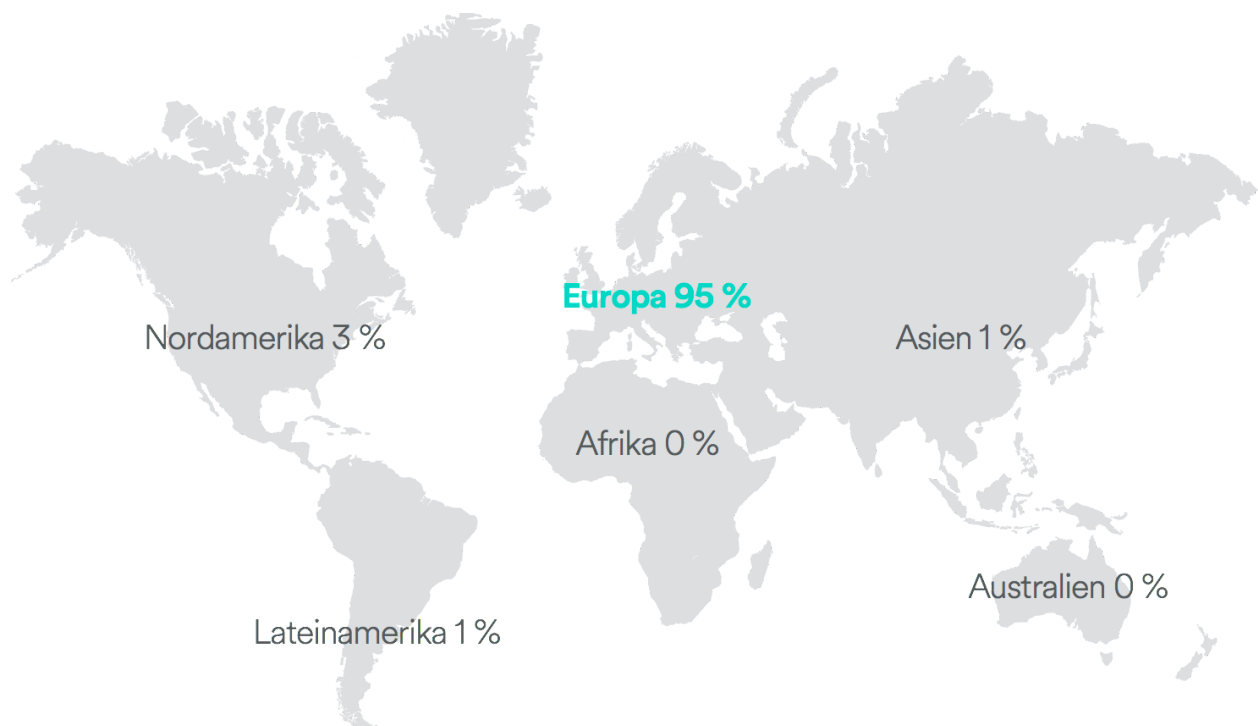 Europa 95 %
Nordamerika 3 %
Asien 1 %
Afrika 0 %
Australien 0 %
Lateinamerika 1 %